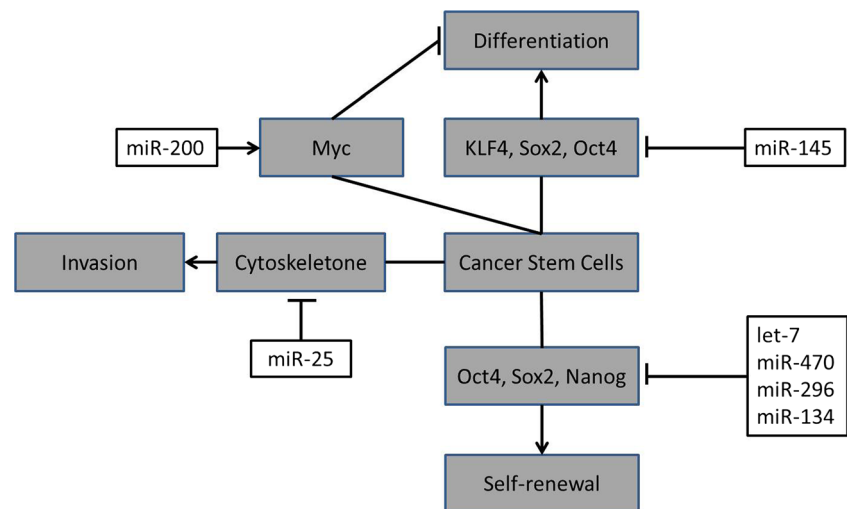 Differentiation
miR-200
Myc
KLF4, Sox2, Oct4
miR-145
Invasion
Cytoskeletone
Cancer Stem Cells
miR-25
Oct4, Sox2, Nanog
let-7
miR-470
miR-296
miR-134
Self-renewal